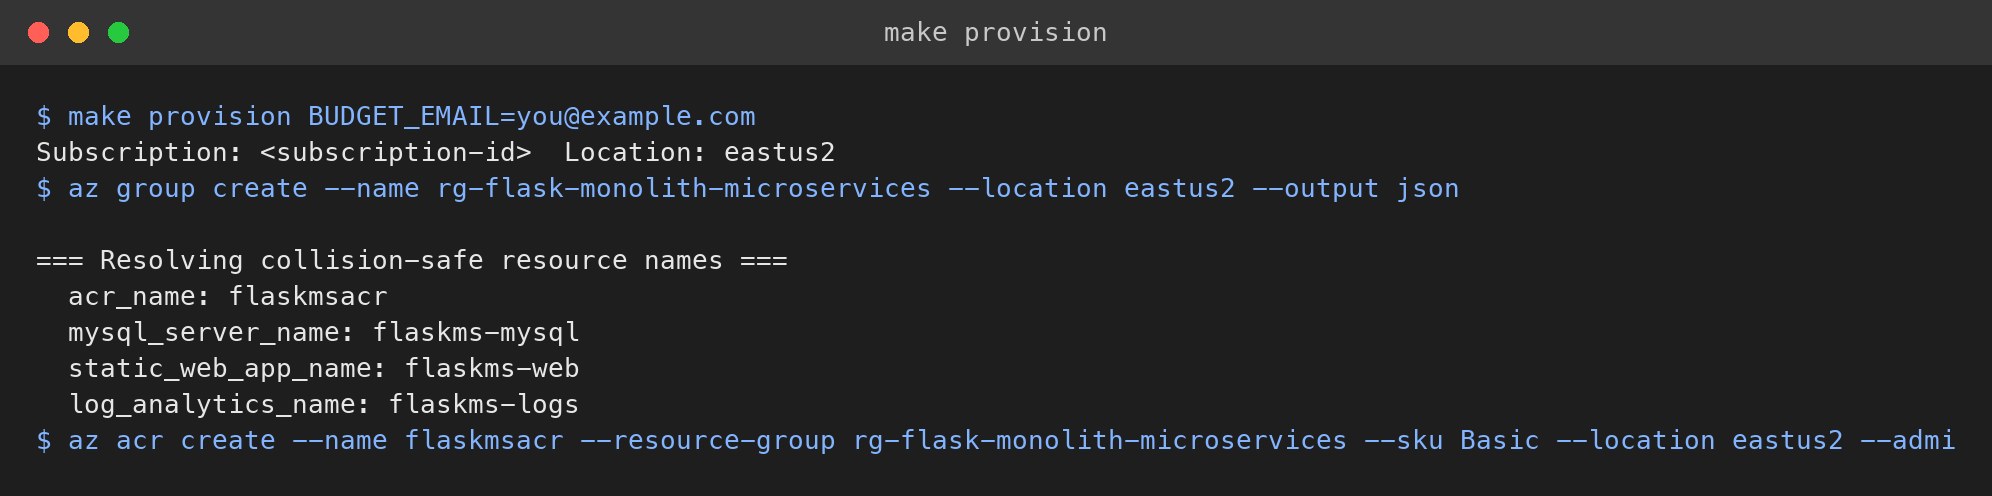 make provision
$ make provision BUDGET_EMAIL=you@example.com
Subscription: <subscription-id>  Location: eastus2
$ az group create --name rg-flask-monolith-microservices --location eastus2 --output json
=== Resolving collision-safe resource names ===
  acr_name: flaskmsacr
  mysql_server_name: flaskms-mysql
  static_web_app_name: flaskms-web
  log_analytics_name: flaskms-logs
$ az acr create --name flaskmsacr --resource-group rg-flask-monolith-microservices --sku Basic --location eastus2 --admi